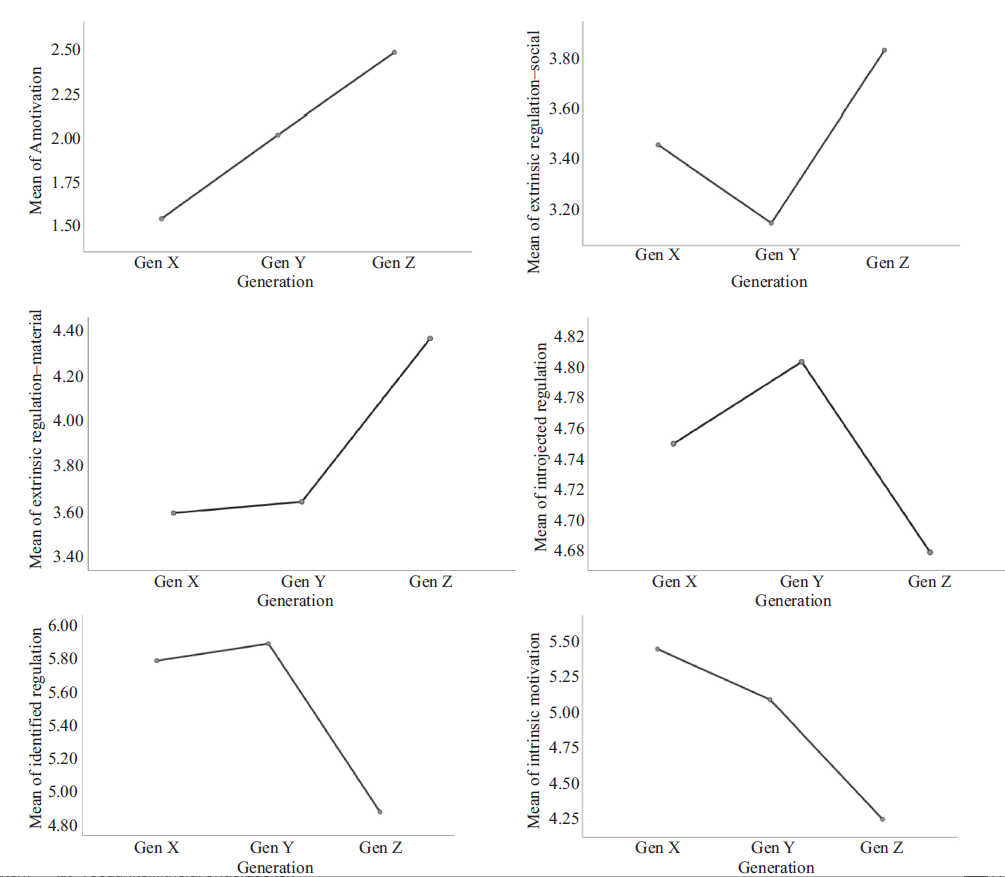 Mean of Amotivation
2.50
2.25
2.00
1.75
1.50
Gen X Gen Y Gen Z
Generation
Mean of extrinsic regulation–social
3.80
3.60
3.40
3.20
Gen X Gen Y Gen Z
Generation
Mean of extrinsic regulation–material
4.40
4.20
4.00
3.80
3.60
3.40
Gen X Gen Y Gen Z
Generation
Mean of introjected regulation
4.82
4.80
4.78
4.76
4.74
4.72
4.70
4.68
Gen X Gen Y Gen Z
Generation
Mean of identified regulation
6.00
5.80
5.60
5.40
5.20
5.00
4.80
Gen X Gen Y Gen Z
Generation
Mean of intrinsic motivation
5.50
5.25
5.00
4.75
4.50
4.25
Gen X Gen Y Gen Z
Generation